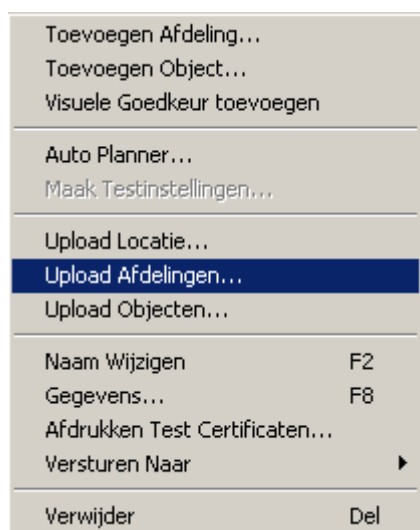 Toevoegen Afdeling...
Toevoegen Object...
Visuele Goedkeur toevoegen
Auto Planner...
Maak Testinstellingen...
Upload Locatie...
Upload Afdelingen...
Upload Objecten...
Naam Wijzigen F2
Gegevens... F8
Afdrukken Test Certificaten...
Versturen Naar
Verwijder Del